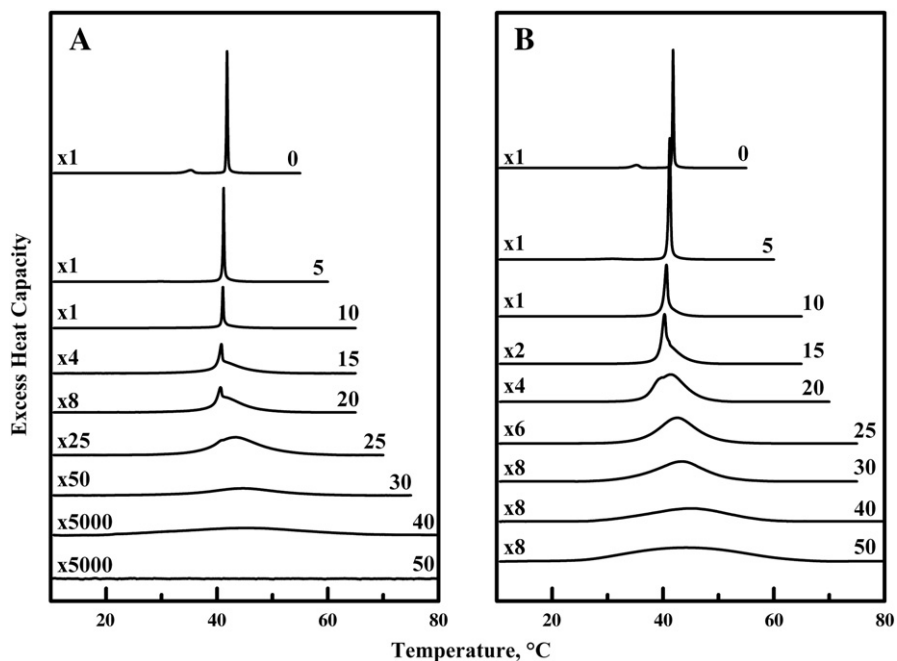 A
x1 0
x1 5
x1 10
x4 15
x8 20
x25 25
x50 30
x5000 40
x5000 50
20 40 60 80
B
x1 0
x1 5
x1 10
x2 15
x4 20
x6 25
x8 30
x8 40
x8 50
20 40 60 80
Excess Heat Capacity
Temperature, °C